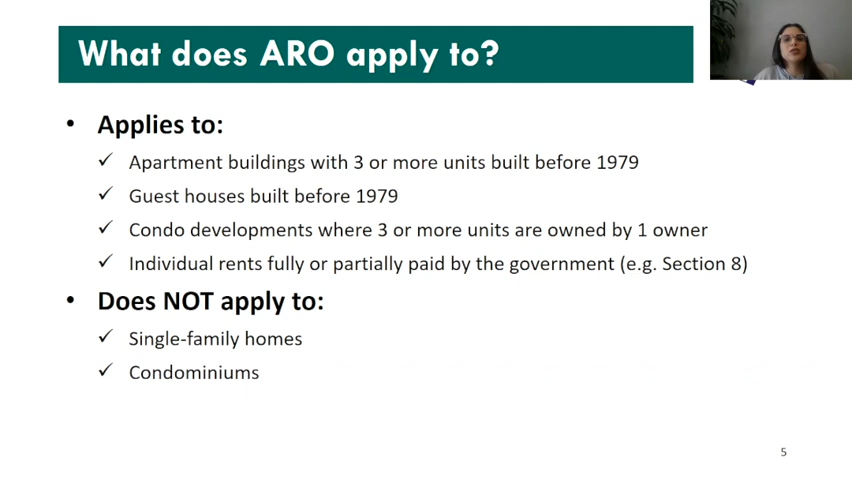 What does ARO apply to?
• Applies to:
✓ Apartment buildings with 3 or more units built before 1979
✓ Guest houses built before 1979
✓ Condo developments where 3 or more units are owned by 1 owner
✓ Individual rents fully or partially paid by the government (e.g. Section 8)
• Does NOT apply to:
✓ Single-family homes
✓ Condominiums
5